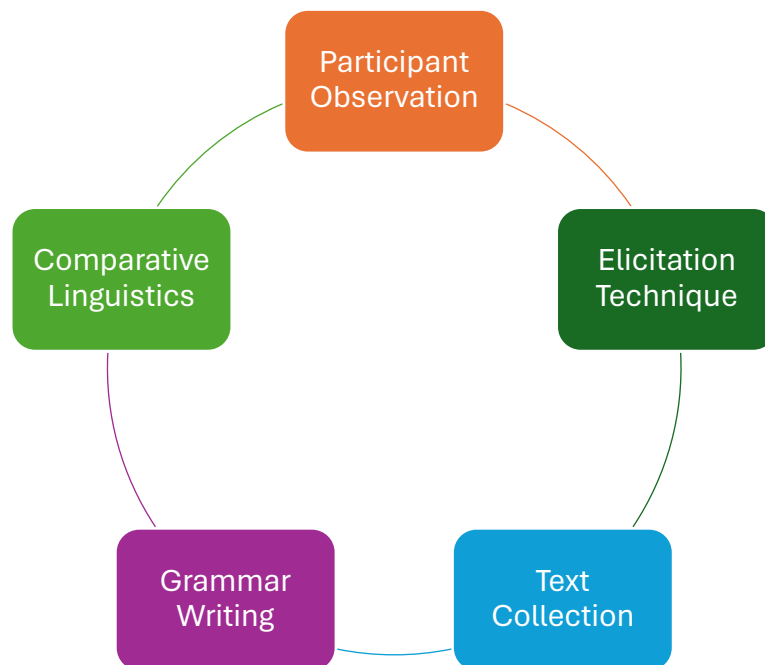 Participant
Observation
Elicitation
Technique
Text
Collection
Grammar
Writing
Comparative
Linguistics